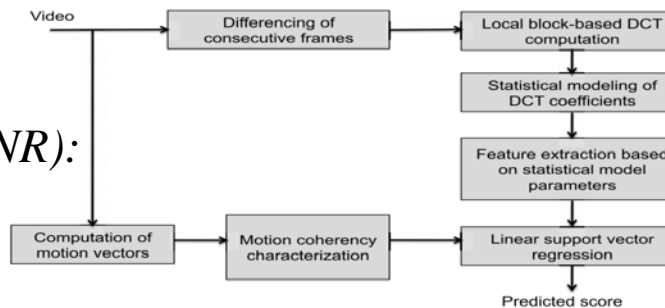 Video
Differencing of
consecutive frames
Local block-based DCT
computation
Statistical modeling of
DCT coefficients
NR):
Feature extraction based
on statistical model
parameters
Computation of
motion vectors
Motion coherency
characterization
Linear support vector
regression
Predicted score